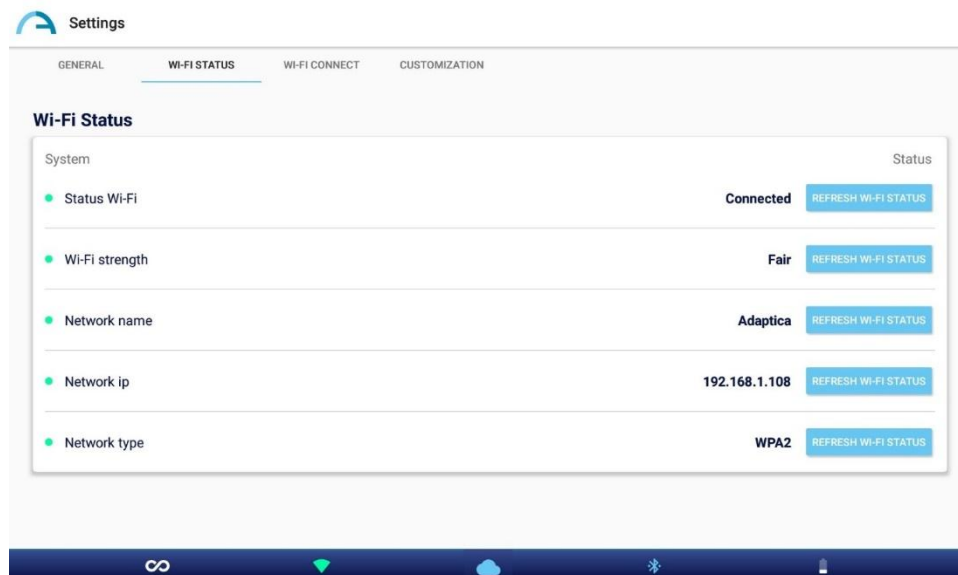 Settings
GENERAL WI-FI STATUS WI-FI CONNECT CUSTOMIZATION
Wi-Fi Status
System Status
Status Wi-Fi Connected REFRESH WI-FI STATUS
Wi-Fi strength Fair REFRESH WI-FI STATUS
Network name Adaptica REFRESH WI-FI STATUS
Network ip 192.168.1.108 REFRESH WI-FI STATUS
Network type WPA2 REFRESH WI-FI STATUS